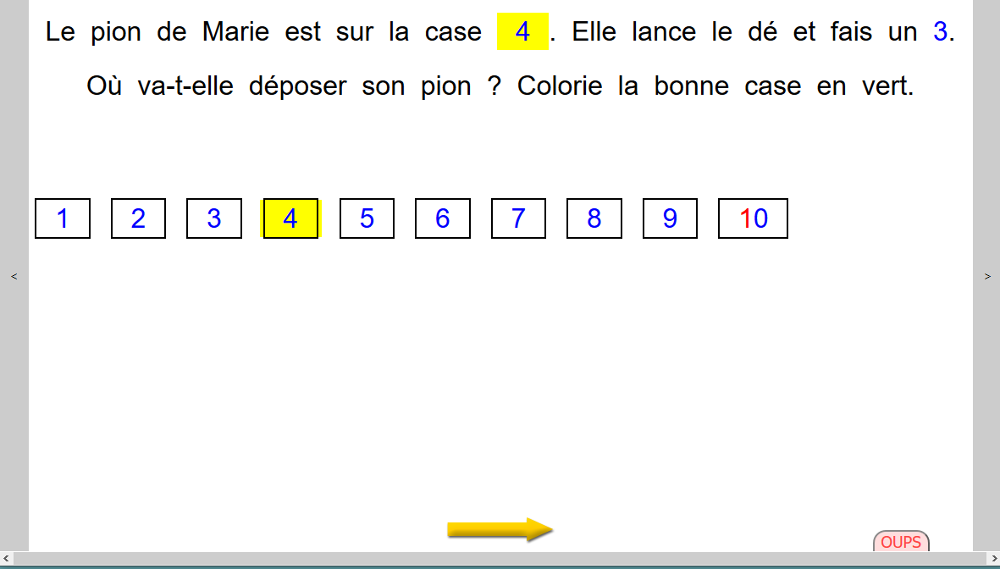 Le pion de Marie est sur la case 4. Elle lance le dé et fais un 3.
Où va-t-elle déposer son pion ? Colorie la bonne case en vert.
1 2 3 4 5 6 7 8 9 10
< >
OUPS
< >